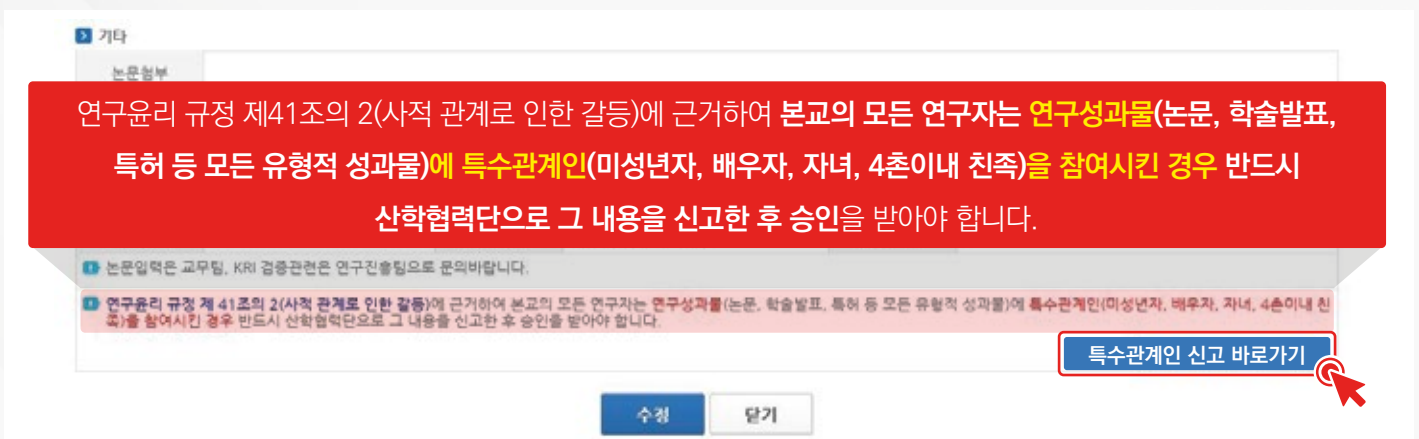 기타
논문첨부
연구윤리 규정 제41조의 2(사적 관계로 인한 갈등)에 근거하여 본교의 모든 연구자는 연구성과물(논문, 학술발표,
특허 등 모든 유형적 성과물)에 특수관계인(미성년자, 배우자, 자녀, 4촌이내 친족)을 참여시킨 경우 반드시
산학협력단으로 그 내용을 신고한 후 승인을 받아야 합니다.
논문입력은 교무팀, KRI 검증관련은 연구진흥팀으로 문의바랍니다.
연구윤리 규정 제 41조의 2(사적 관계로 인한 갈등)에 근거하여 본교의 모든 연구자는 연구성과물(논문, 학술발표, 특허 등 모든 유형적 성과물)에 특수관계인(미성년자, 배우자, 자녀, 4촌이내 친
족)을 참여시킨 경우 반드시 산학협력단으로 그 내용을 신고한 후 승인을 받아야 합니다.
특수관계인 신고 바로가기
수정 닫기